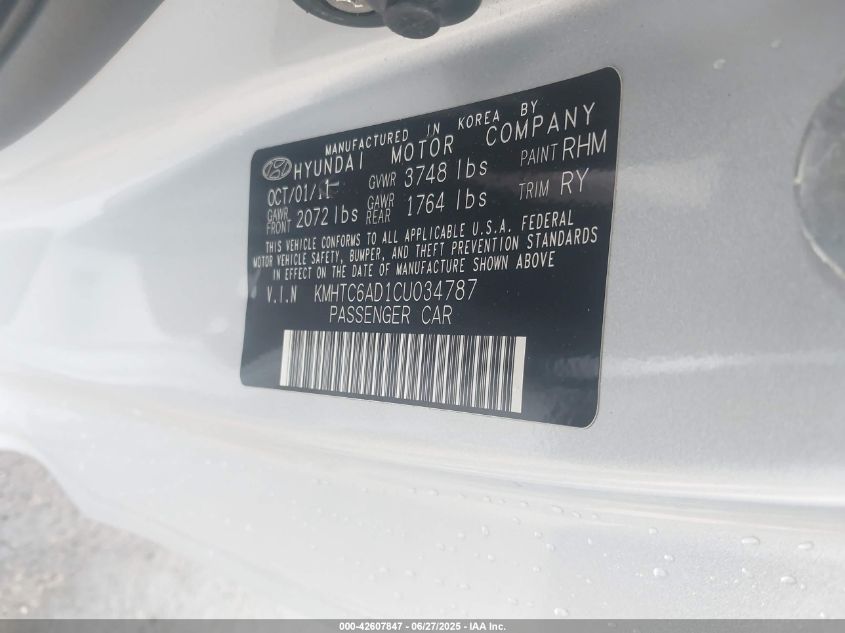 MANUFACTURED IN KOREA BY
HYUNDAI MOTOR COMPANY
OCT/01/11 GVWR 3748 lbs PAINT RHM
GAWR FRONT 2072 lbs GAWR REAR 1764 lbs TRIM RY
THIS VEHICLE CONFORMS TO ALL APPLICABLE U.S.A. FEDERAL
MOTOR VEHICLE SAFETY, BUMPER, AND THEFT PREVENTION STANDARDS
IN EFFECT ON THE DATE OF MANUFACTURE SHOWN ABOVE
V.I.N KMHTC6AD1CU034787
PASSENGER CAR
000-42607847 - 06/27/2025 - IAA Inc.